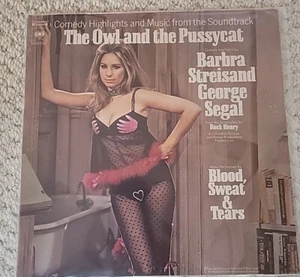 Comedy Highlights and Music from the Soundtrack
The Owl and the Pussycat
Barbra
Streisand
George
Segal
Buck Henry
Blood,
Sweat
& Tears